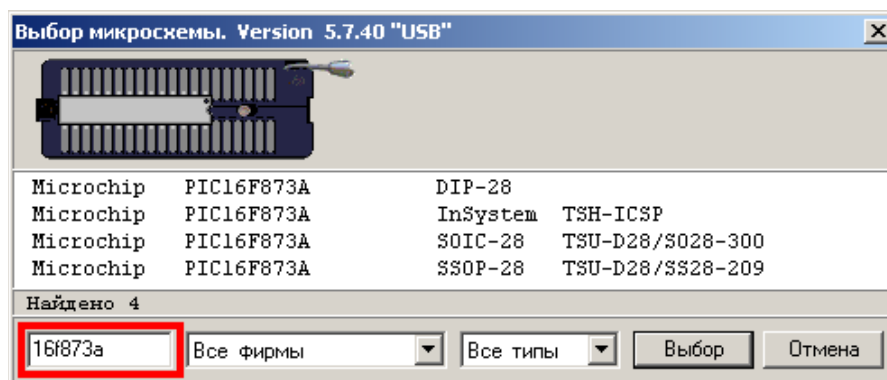 Выбор микросхемы. Version 5.7.40 "USB"
Microchip PIC16F873A DIP-28
Microchip PIC16F873A InSystem TSH-ICSP
Microchip PIC16F873A SOIC-28 TSU-D28/SO28-300
Microchip PIC16F873A SSOP-28 TSU-D28/SS28-209
Найдено 4
16f873a Все фирмы Все типы Выбор Отмена